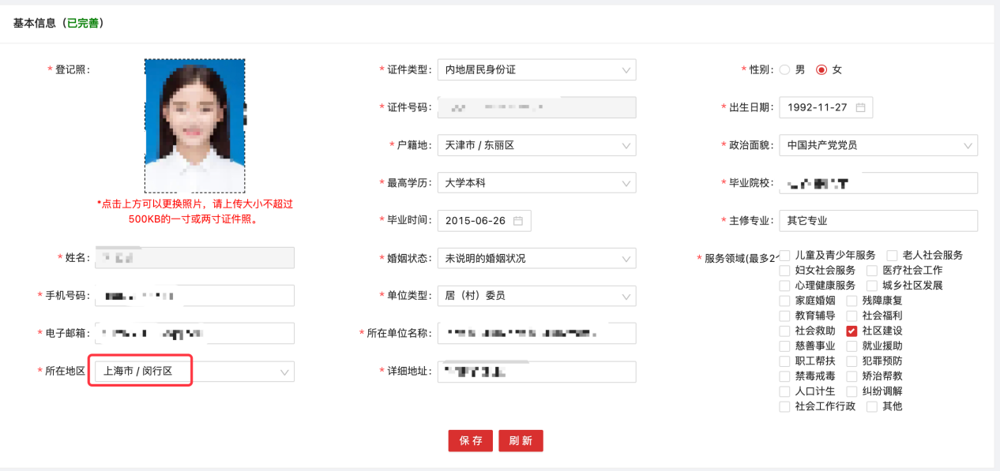 基本信息（已完善）
*登记照:
*点击上方可以更换照片，请上传大小不超过
500KB的一寸或两寸证件照。
*姓名:
*手机号码:
*电子邮箱:
*所在地区
上海市 / 闵行区
*证件类型: 内地居民身份证
*证件号码:
*户籍地: 天津市 / 东丽区
*最高学历: 大学本科
*毕业时间: 2015-06-26
*婚姻状态: 未说明的婚姻状况
*单位类型: 居（村）委员
*所在单位名称:
*详细地址:
*性别: 男 女
*出生日期: 1992-11-27
*政治面貌: 中国共产党党员
*毕业院校:
*主修专业: 其它专业
*服务领域(最多2个
儿童及青少年服务 老人社会服务
妇女社会服务 医疗社会工作
心理健康服务 城乡社区发展
家庭婚姻 残障康复
教育辅导 社会福利
社会救助 社区建设
慈善事业 就业援助
职工帮扶 犯罪预防
禁毒戒毒 矫治帮教
人口计生 纠纷调解
社会工作行政 其他
保存 刷新